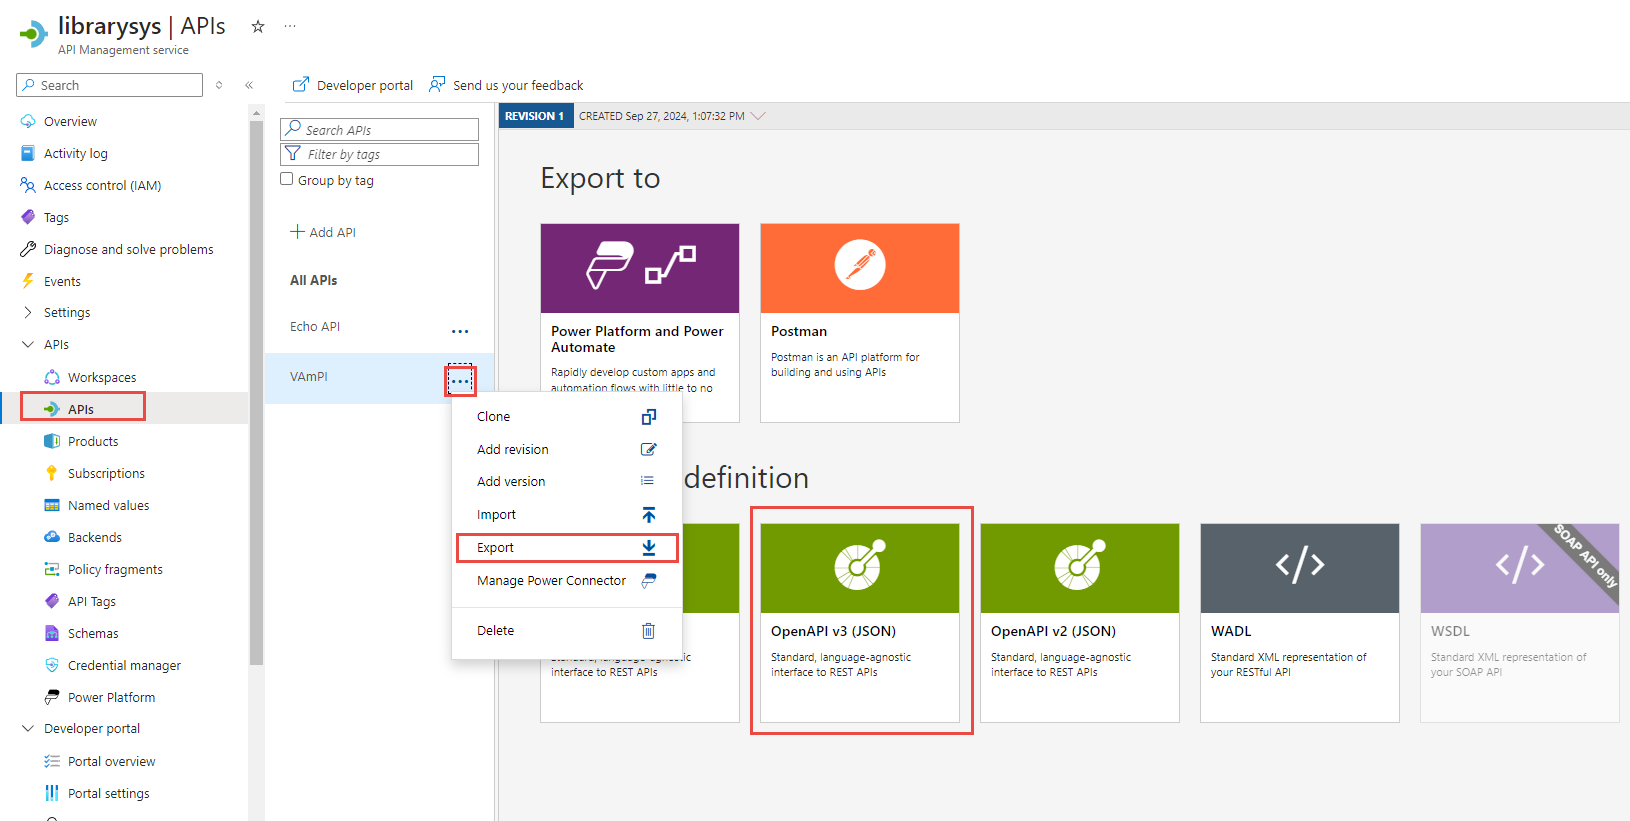 librarysys | APIs
API Management service
Search
Overview
Activity log
Access control (IAM)
Tags
Diagnose and solve problems
Events
Settings
APIs
Workspaces
APIs
Products
Subscriptions
Named values
Backends
Policy fragments
API Tags
Schemas
Credential manager
Power Platform
Developer portal
Portal overview
Portal settings
Developer portal
Send us your feedback
Search APIs
Filter by tags
Group by tag
Add API
All APIs
Echo API
VAmPI
Clone
Add revision
Add version
Import
Export
Manage Power Connector
Delete
REVISION 1
CREATED Sep 27, 2024, 1:07:32 PM
Export to
Power Platform and Power
Automate
Rapidly develop custom apps and
automation flows with little to no
Postman
Postman is an API platform for
building and using APIs
definition
interface to REST APIs
OpenAPI v3 (JSON)
Standard, language-agnostic
interface to REST APIs
OpenAPI v2 (JSON)
Standard, language-agnostic
interface to REST APIs
WADL
Standard XML representation of
your RESTful API
SOAP API only
WSDL
Standard XML representation of
your SOAP API